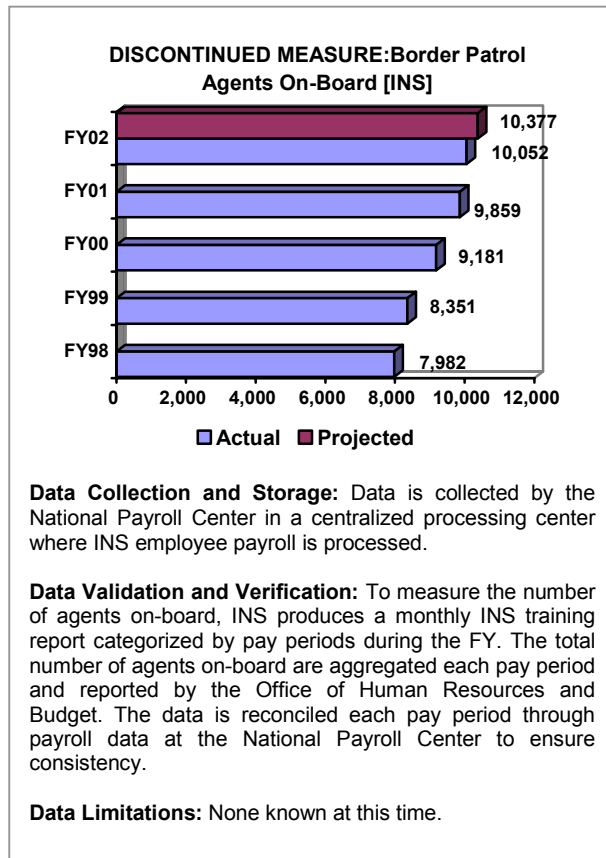 DISCONTINUED MEASURE:Border Patrol
Agents On-Board [INS]
10,377
FY02
10,052
FY01
9,859
FY00
9,181
FY99
8,351
FY98
7,982
0 2,000 4,000 6,000 8,000 10,000 12,000
Actual Projected
Data Collection and Storage: Data is collected by the
National Payroll Center in a centralized processing center
where INS employee payroll is processed.
Data Validation and Verification: To measure the number
of agents on-board, INS produces a monthly INS training
report categorized by pay periods during the FY. The total
number of agents on-board are aggregated each pay period
and reported by the Office of Human Resources and
Budget. The data is reconciled each pay period through
payroll data at the National Payroll Center to ensure
consistency.
Data Limitations: None known at this time.